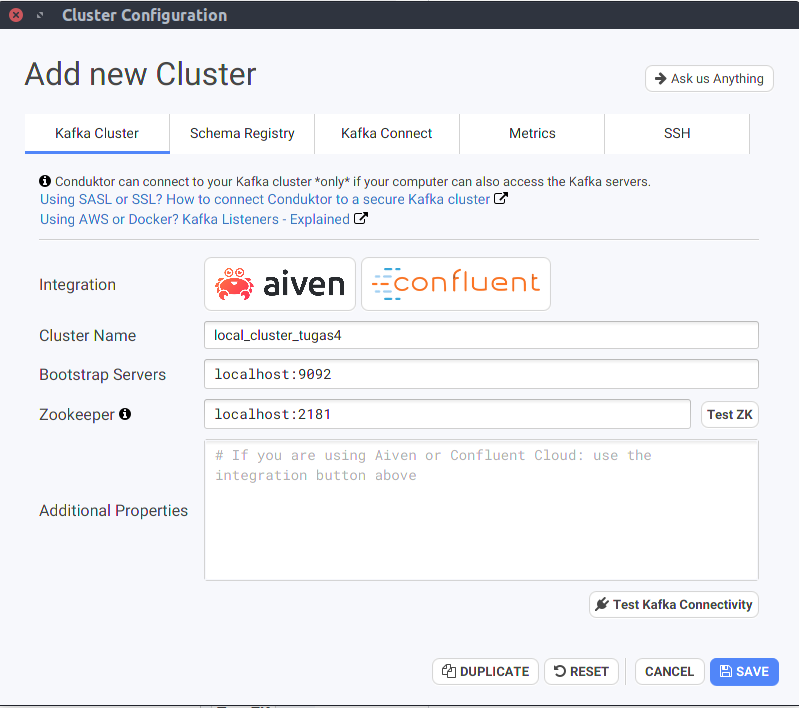 Cluster Configuration
Add new Cluster
Ask us Anything
Kafka Cluster
Schema Registry
Kafka Connect
Metrics
SSH
Conduktor can connect to your Kafka cluster *only* if your computer can also access the Kafka servers.
Using SASL or SSL? How to connect Conduktor to a secure Kafka cluster
Using AWS or Docker? Kafka Listeners - Explained
Integration
aiven
confluent
Cluster Name
local_cluster_tugas4
Bootstrap Servers
localhost:9092
Zookeeper
localhost:2181
Test ZK
Additional Properties
# If you are using Aiven or Confluent Cloud: use the
integration button above
Test Kafka Connectivity
DUPLICATE
RESET
CANCEL
SAVE